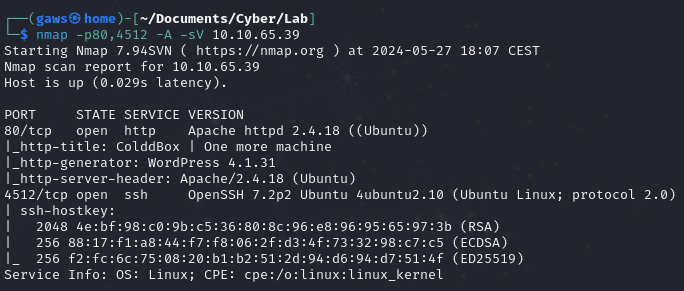 ┌──(gaws㉿home)-[~/Documents/Cyber/Lab]
└─$ nmap -p80,4512 -A -sV 10.10.65.39
Starting Nmap 7.94SVN ( https://nmap.org ) at 2024-05-27 18:07 CEST
Nmap scan report for 10.10.65.39
Host is up (0.029s latency).

PORT     STATE SERVICE VERSION
80/tcp   open  http    Apache httpd 2.4.18 ((Ubuntu))
|_http-title: ColddBox | One more machine
|_http-generator: WordPress 4.1.31
|_http-server-header: Apache/2.4.18 (Ubuntu)
4512/tcp open  ssh     OpenSSH 7.2p2 Ubuntu 4ubuntu2.10 (Ubuntu Linux; protocol 2.0)
| ssh-hostkey:
|   2048 4e:bf:98:c0:9b:c5:36:80:8c:96:e8:96:95:65:97:3b (RSA)
|   256 88:17:f1:a8:44:f7:f8:06:2f:d3:4f:73:32:98:c7:c5 (ECDSA)
|_  256 f2:fc:6c:75:08:20:b1:b2:51:2d:94:d6:94:d7:51:4f (ED25519)
Service Info: OS: Linux; CPE: cpe:/o:linux:linux_kernel